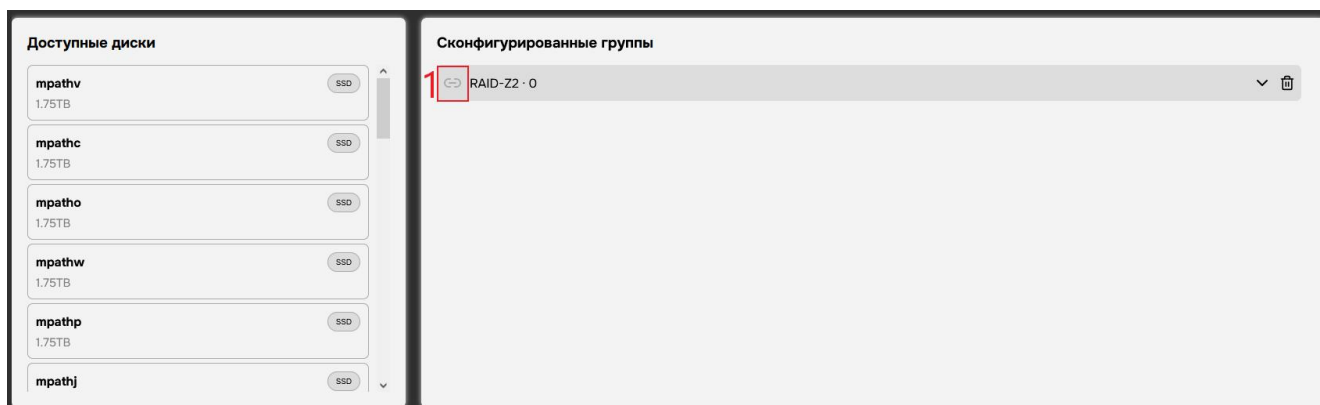 Доступные диски
mpathv
SSD
1.75TB
mpathc
SSD
1.75TB
mpatho
SSD
1.75TB
mpathw
SSD
1.75TB
mpathp
SSD
1.75TB
mpathj
SSD
Сконфигурированные группы
1
RAID-Z2 · 0